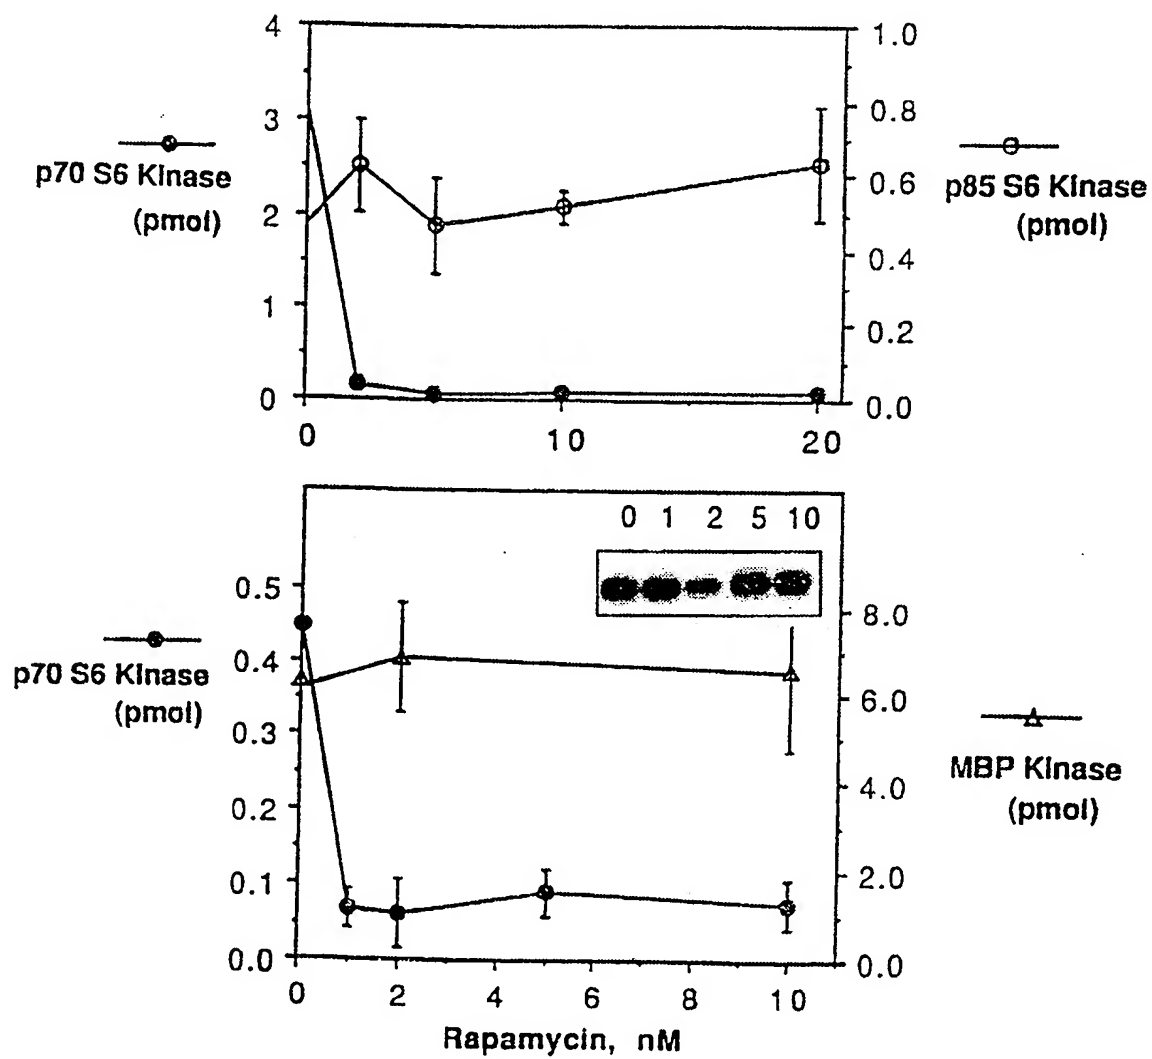 4
3
2
1
0
p70 S6 Kinase
(pmol)
1.0
0.8
0.6
0.4
0.2
0.0
p85 S6 Kinase
(pmol)
0 10 20
0 1 2 5 10
0.5
0.4
0.3
0.2
0.1
0.0
p70 S6 Kinase
(pmol)
8.0
6.0
4.0
2.0
0.0
MBP Kinase
(pmol)
0 2 4 6 8 10
Rapamycin, nM